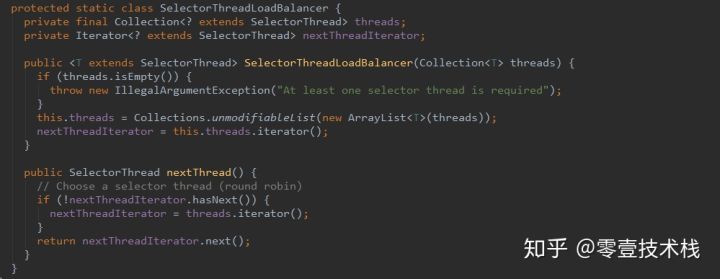 protected static class SelectorThreadLoadBalancer {
  private final Collection<? extends SelectorThread> threads;
  private Iterator<? extends SelectorThread> nextThreadIterator;

  public <T extends SelectorThread> SelectorThreadLoadBalancer(Collection<T> threads) {
    if (threads.isEmpty()) {
      throw new IllegalArgumentException("At least one selector thread is required");
    }
    this.threads = Collections.unmodifiableList(new ArrayList<T>(threads));
    nextThreadIterator = this.threads.iterator();
  }

  public SelectorThread nextThread() {
    // Choose a selector thread (round robin)
    if (!nextThreadIterator.hasNext()) {
      nextThreadIterator = threads.iterator();
    }
    return nextThreadIterator.next();
  }
}
知乎 @零壹技术栈